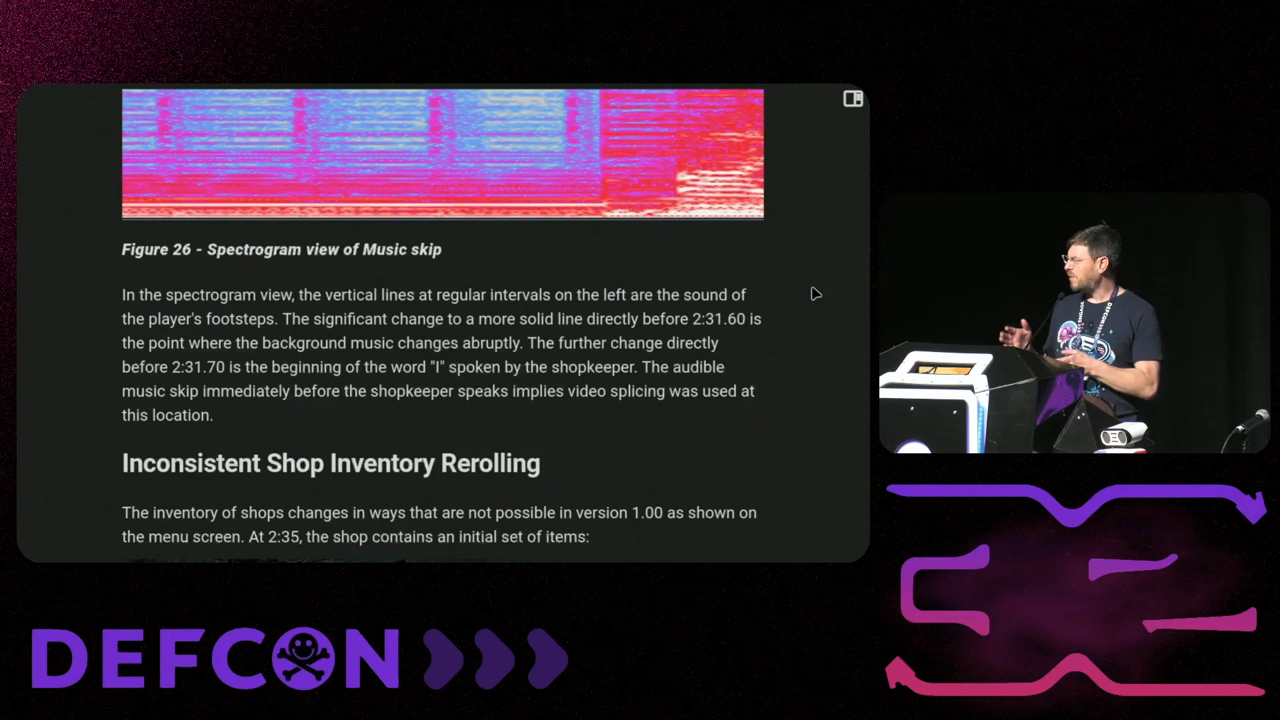 Figure 26 - Spectrogram view of Music skip
In the spectrogram view, the vertical lines at regular intervals on the left are the sound of
the player's footsteps. The significant change to a more solid line directly before 2:31.60 is
the point where the background music changes abruptly. The further change directly
before 2:31.70 is the beginning of the word "I" spoken by the shopkeeper. The audible
music skip immediately before the shopkeeper speaks implies video splicing was used at
this location.
Inconsistent Shop Inventory Rerolling
The inventory of shops changes in ways that are not possible in version 1.00 as shown on
the menu screen. At 2:35, the shop contains an initial set of items:
DEFCON